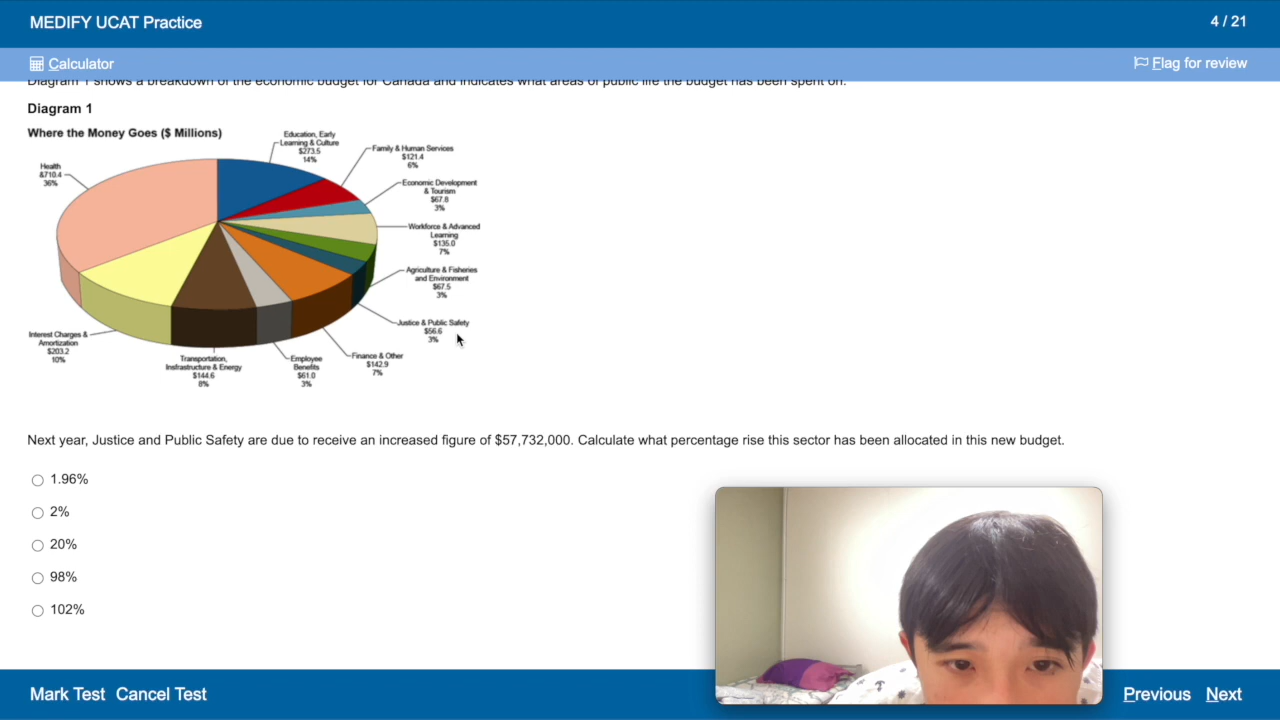 MEDIFY UCAT Practice
4 / 21
Calculator
Flag for review
Diagram 1 shows a breakdown of the economic budget for Canada and indicates what areas of public life the budget has been spent on.
Diagram 1
Where the Money Goes ($ Millions)
Education, Early
Learning & Culture
$273.5
14%
Family & Human Services
$121.4
6%
Economic Development
& Tourism
$67.8
3%
Workforce & Advanced
Learning
$135.0
7%
Agriculture & Fisheries
and Environment
$67.5
3%
Justice & Public Safety
$56.6
3%
Finance & Other
$142.9
7%
Employee
Benefits
$61.0
3%
Transportation,
Instrastructure & Energy
$144.6
8%
Interest Charges &
Amortization
$203.2
10%
Health
&710.4
36%
Next year, Justice and Public Safety are due to receive an increased figure of $57,732,000. Calculate what percentage rise this sector has been allocated in this new budget.
1.96%
2%
20%
98%
102%
Mark Test
Cancel Test
Previous
Next